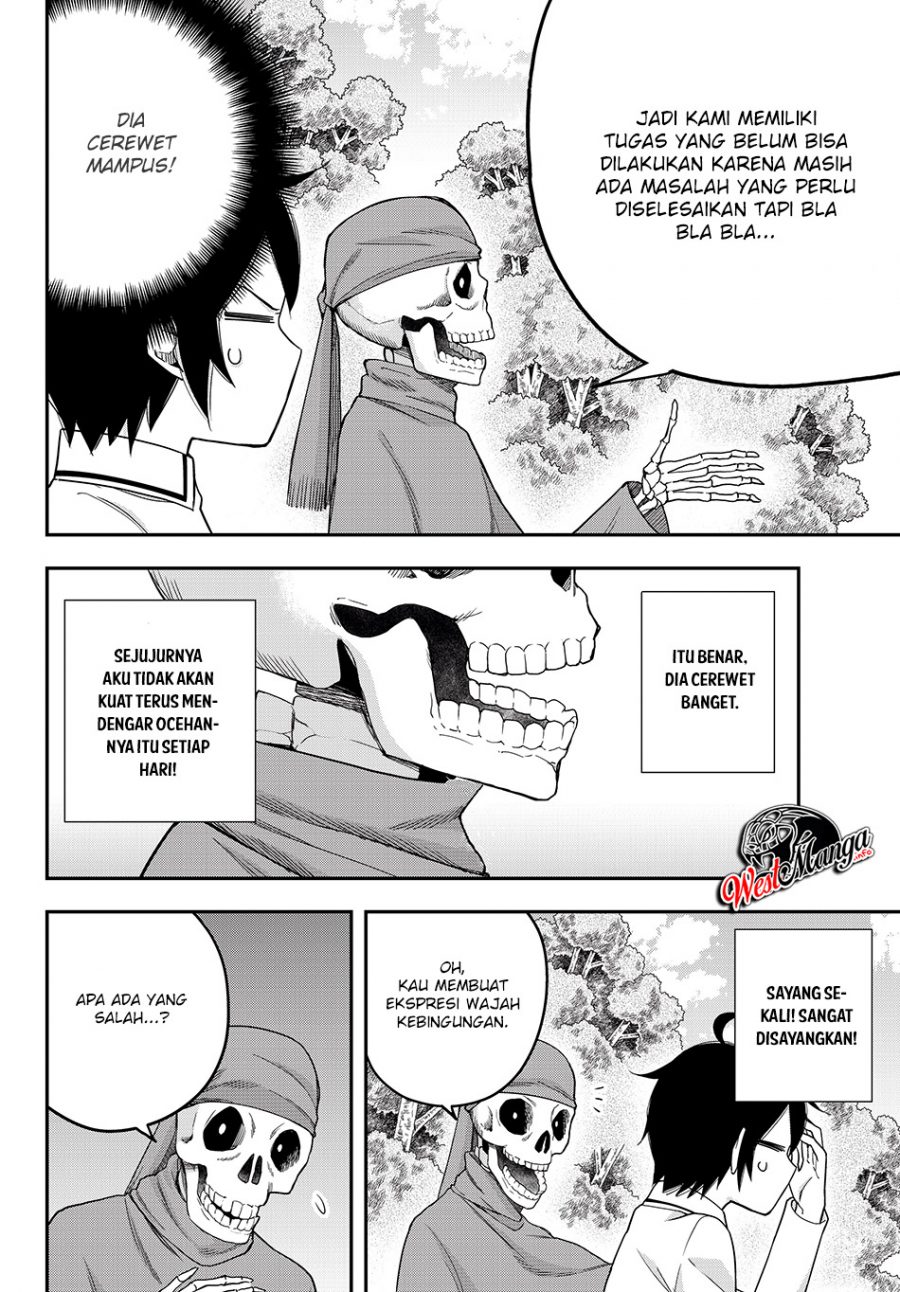 JADI KAMI MEMILIKI
TUGAS YANG BELUM BISA
DILAKUKAN KARENA MASIH
ADA MASALAH YANG PERLU
DISELESAIKAN TAPI BLA
BLA BLA...
DIA
CEREWET
MAMPUS!
ITU BENAR,
DIA CEREWET
BANGET.
SEJUJURNYA
AKU TIDAK AKAN
KUAT TERUS MEN-
DENGAR OCEHAN-
NYA ITU SETIAP
HARI!
WestManga
.info
SAYANG SE-
KALI! SANGAT
DISAYANGKAN!
OH,
KAU MEMBUAT
EKSPRESI WAJAH
KEBINGUNGAN.
APA ADA YANG
SALAH...?